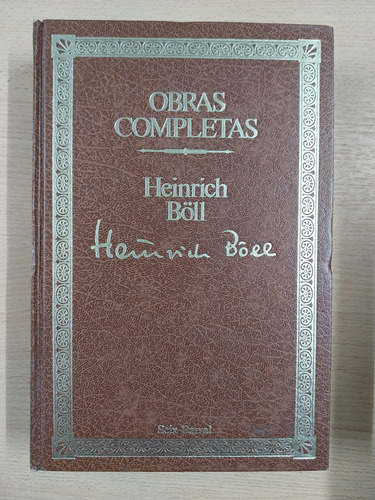 OBRAS
COMPLETAS
Heinrich
Böll
Heinrich Böll
Seix Barral